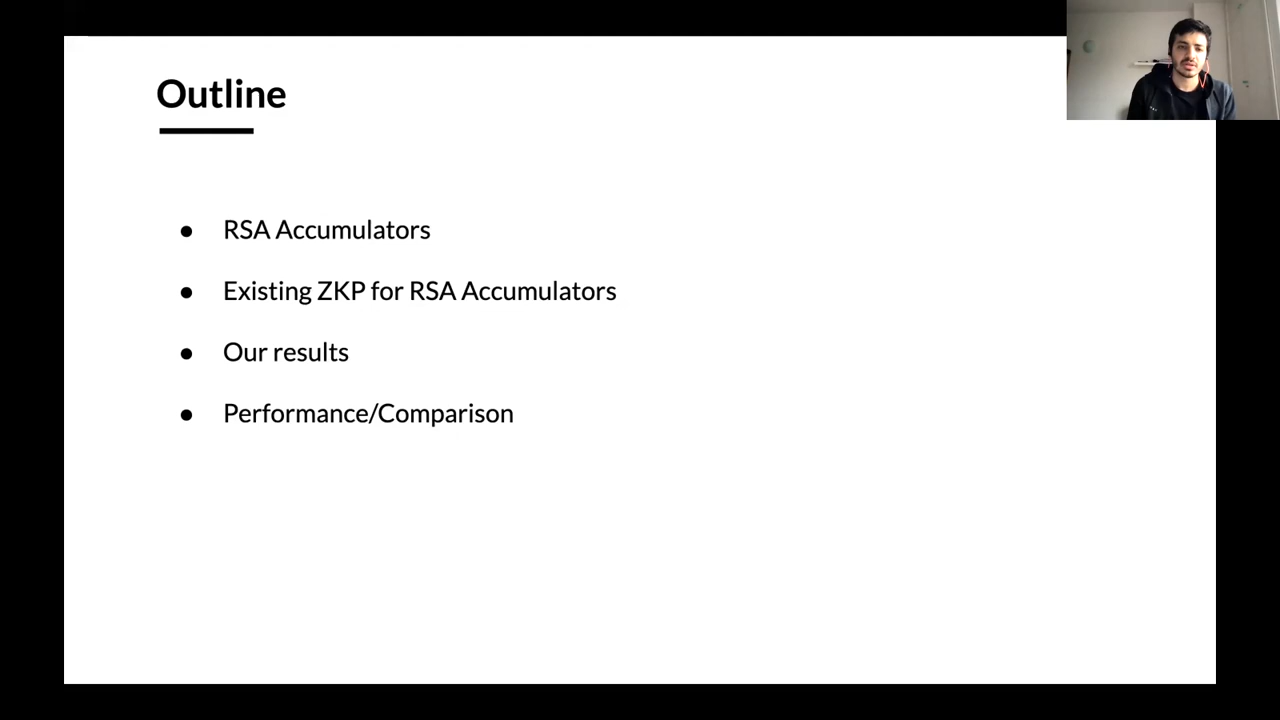 Outline
● RSA Accumulators
● Existing ZKP for RSA Accumulators
● Our results
● Performance/Comparison